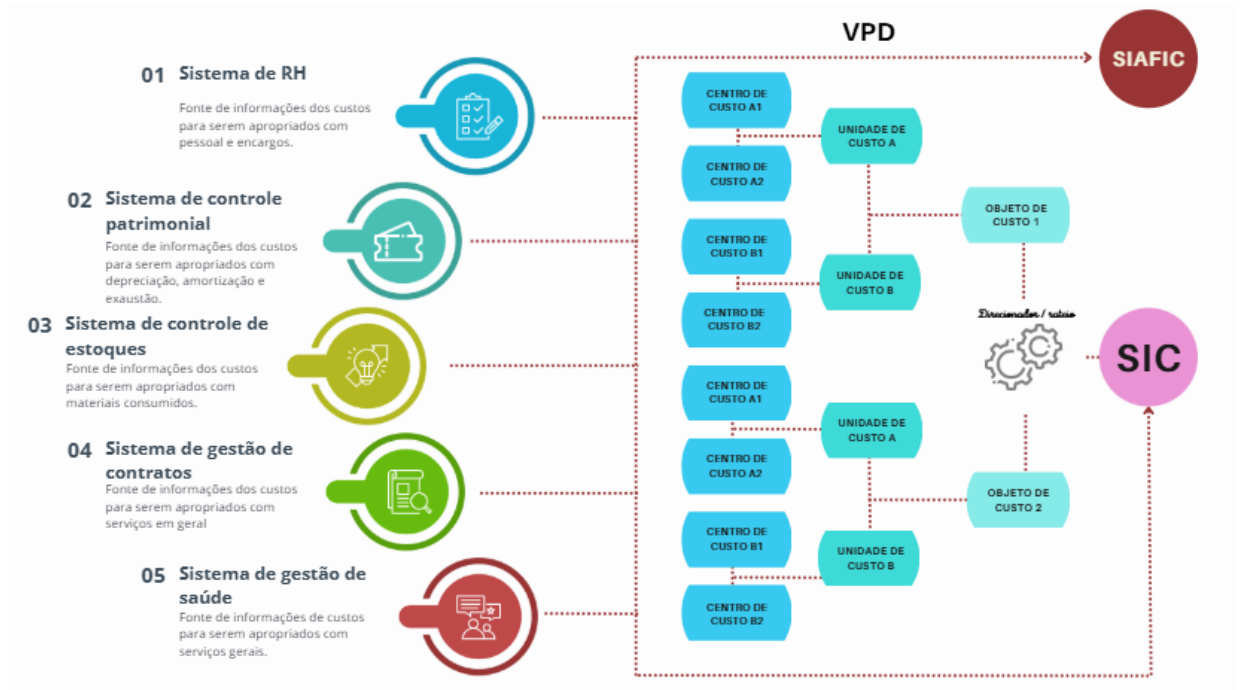 01 Sistema de RH
Fonte de informações dos custos
para serem apropriados com
pessoal e encargos.
02 Sistema de controle
patrimonial
Fonte de informações dos custos
para serem apropriados com
depreciação, amortização e
exaustão.
03 Sistema de controle de
estoques
Fonte de informações dos custos
para serem apropriados com
materiais consumidos.
04 Sistema de gestão de
contratos
Fonte de informações dos custos
para serem apropriados com
serviços em geral
05 Sistema de gestão de
saúde
Fonte de informações de custos
para serem apropriados com
serviços gerais.
VPD
SIAFIC
CENTRO DE
CUSTO A1
CENTRO DE
CUSTO A2
UNIDADE DE
CUSTO A
CENTRO DE
CUSTO B1
CENTRO DE
CUSTO B2
UNIDADE DE
CUSTO B
OBJETO DE
CUSTO 1
Direcionador / rateio
SIC
CENTRO DE
CUSTO A1
CENTRO DE
CUSTO A2
UNIDADE DE
CUSTO A
CENTRO DE
CUSTO B1
CENTRO DE
CUSTO B2
UNIDADE DE
CUSTO B
OBJETO DE
CUSTO 2